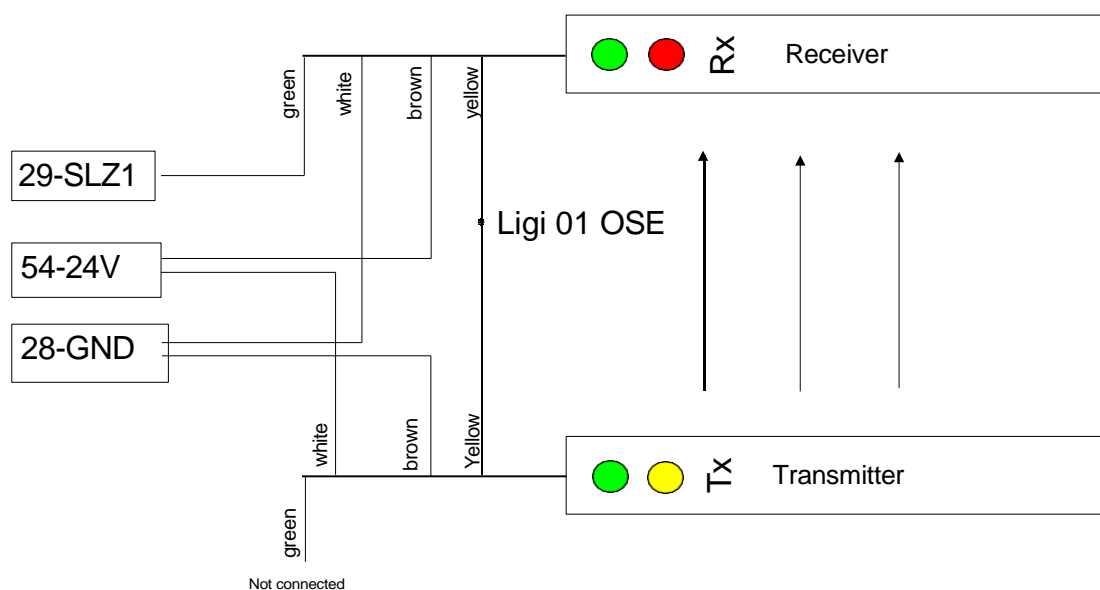 Rx
Receiver
green
white
brown
yellow
29-SLZ1
Ligi 01 OSE
54-24V
28-GND
white
brown
Yellow
Tx
Transmitter
green
Not connected